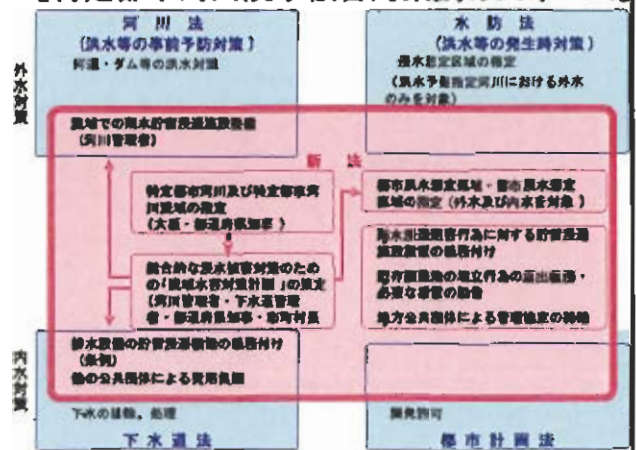 河川法
(洪水等の事前予防対策)
河道・ダム等の洪水対策
水防法
(洪水等の発生時対策)
浸水想定区域の指定
(洪水予報指定河川における外水
のみを対象)
外水対策
流域での雨水貯留浸透施設整備
(河川管理者)
新法
特定都市河川及び特定都市河
川流域の指定
(大臣・都道府県知事)
都市洪水想定区域・都市浸水想定
区域の指定(外水及び内水を対象)
総合的な浸水被害対策のため
の「流域水害対策計画」の策定
(河川管理者・下水道管理
者・都道府県知事・市町村長
雨水浸透阻害行為に対する貯留浸透
施設設置の義務付け
既存調整池の埋立行為の届出義務・
必要な措置の勧告
地方公共団体による管理協定の締結
内水対策
排水設備の貯留浸透機能の義務付け
(条例)
他の公共団体による費用負担
下水の排除、処理
下水道法
開発許可
都市計画法